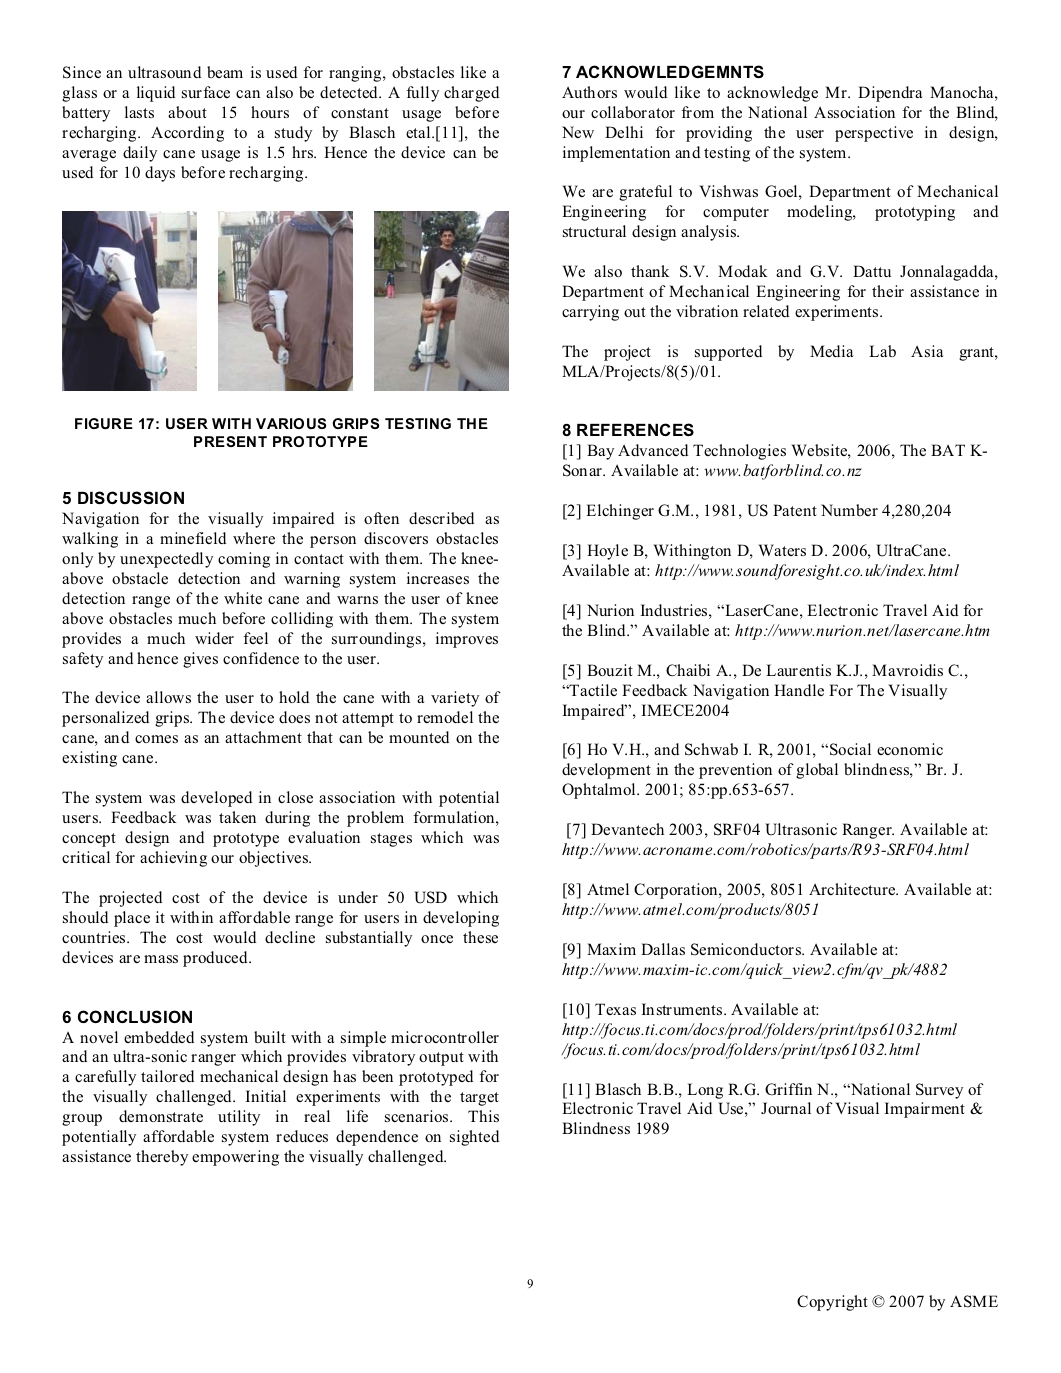 Since an ultrasound beam is used for ranging, obstacles like a
glass or a liquid surface can also be detected. A fully charged
battery lasts about 15 hours of constant usage before
recharging. According to a study by Blasch etal.[11], the
average daily cane usage is 1.5 hrs. Hence the device can be
used for 10 days before recharging.
FIGURE 17: USER WITH VARIOUS GRIPS TESTING THE
PRESENT PROTOTYPE
5 DISCUSSION
Navigation for the visually impaired is often described as
walking in a minefield where the person discovers obstacles
only by unexpectedly coming in contact with them. The knee-
above obstacle detection and warning system increases the
detection range of the white cane and warns the user of knee
above obstacles much before colliding with them. The system
provides a much wider feel of the surroundings, improves
safety and hence gives confidence to the user.
The device allows the user to hold the cane with a variety of
personalized grips. The device does not attempt to remodel the
cane, and comes as an attachment that can be mounted on the
existing cane.
The system was developed in close association with potential
users. Feedback was taken during the problem formulation,
concept design and prototype evaluation stages which was
critical for achieving our objectives.
The projected cost of the device is under 50 USD which
should place it within affordable range for users in developing
countries. The cost would decline substantially once these
devices are mass produced.
6 CONCLUSION
A novel embedded system built with a simple microcontroller
and an ultra-sonic ranger which provides vibratory output with
a carefully tailored mechanical design has been prototyped for
the visually challenged. Initial experiments with the target
group demonstrate utility in real life scenarios. This
potentially affordable system reduces dependence on sighted
assistance thereby empowering the visually challenged.
7 ACKNOWLEDGEMNTS
Authors would like to acknowledge Mr. Dipendra Manocha,
our collaborator from the National Association for the Blind,
New Delhi for providing the user perspective in design,
implementation and testing of the system.
We are grateful to Vishwas Goel, Department of Mechanical
Engineering for computer modeling, prototyping and
structural design analysis.
We also thank S.V. Modak and G.V. Dattu Jonnalagadda,
Department of Mechanical Engineering for their assistance in
carrying out the vibration related experiments.
The project is supported by Media Lab Asia grant,
MLA/Projects/8(5)/01.
8 REFERENCES
[1] Bay Advanced Technologies Website, 2006, The BAT K-
Sonar. Available at: www.batforblind.co.nz
[2] Elchinger G.M., 1981, US Patent Number 4,280,204
[3] Hoyle B, Withington D, Waters D. 2006, UltraCane.
Available at: http://www.soundforesight.co.uk/index.html
[4] Nurion Industries, “LaserCane, Electronic Travel Aid for
the Blind.” Available at: http://www.nurion.net/lasercane.htm
[5] Bouzit M., Chaibi A., De Laurentis K.J., Mavroidis C.,
“Tactile Feedback Navigation Handle For The Visually
Impaired”, IMECE2004
[6] Ho V.H., and Schwab I. R, 2001, “Social economic
development in the prevention of global blindness,” Br. J.
Ophtalmol. 2001; 85:pp.653-657.
[7] Devantech 2003, SRF04 Ultrasonic Ranger. Available at:
http://www.acroname.com/robotics/parts/R93-SRF04.html
[8] Atmel Corporation, 2005, 8051 Architecture. Available at:
http://www.atmel.com/products/8051
[9] Maxim Dallas Semiconductors. Available at:
http://www.maxim-ic.com/quick_view2.cfm/qv_pk/4882
[10] Texas Instruments. Available at:
http://focus.ti.com/docs/prod/folders/print/tps61032.html
/focus.ti.com/docs/prod/folders/print/tps61032.html
[11] Blasch B.B., Long R.G. Griffin N., “National Survey of
Electronic Travel Aid Use,” Journal of Visual Impairment &
Blindness 1989
9
Copyright © 2007 by ASME